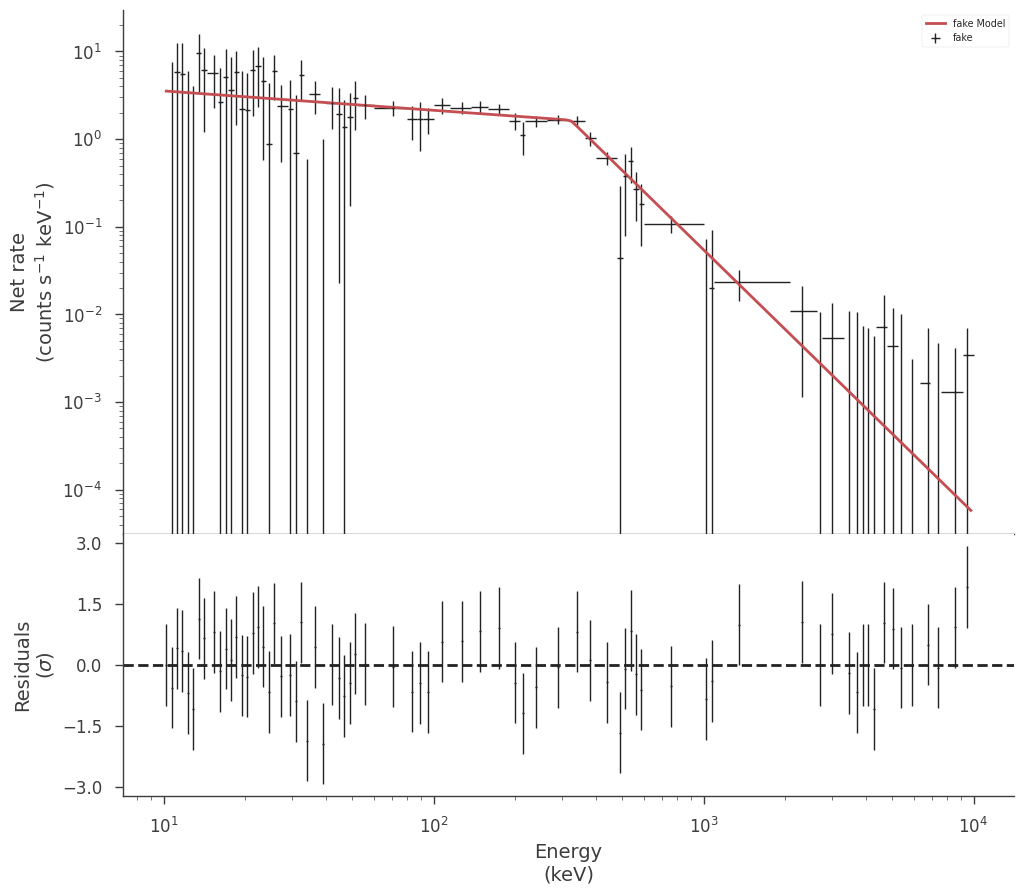 fake Model
fake
10¹
10⁰
10⁻¹
10⁻²
10⁻³
10⁻⁴
Net rate
(counts s⁻¹ keV⁻¹)
3.0
1.5
0.0
−1.5
−3.0
Residuals
(σ)
10¹ 10² 10³ 10⁴
Energy
(keV)